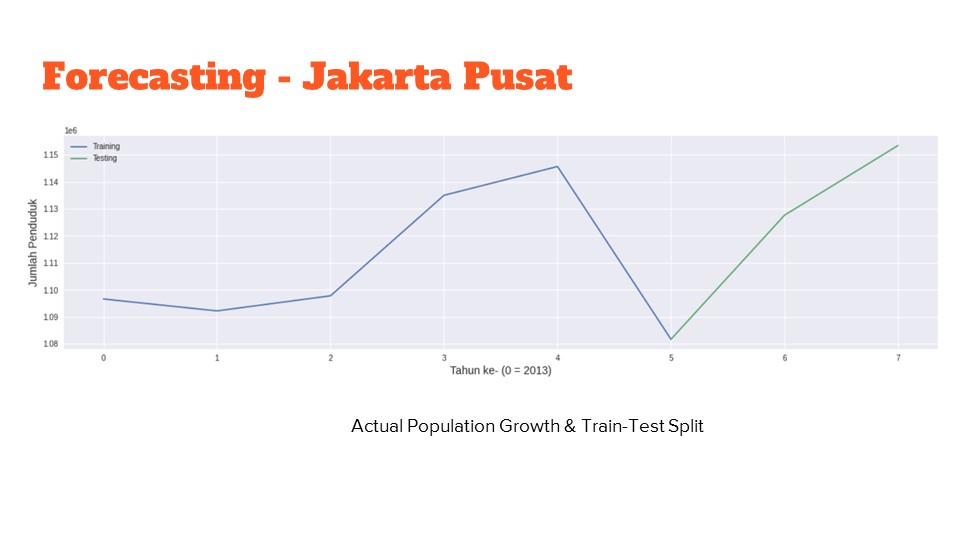 Forecasting - Jakarta Pusat
1e6
Training
Testing
1.15
1.14
1.13
1.12
1.11
1.10
1.09
1.08
Jumlah Penduduk
0 1 2 3 4 5 6 7
Tahun ke- (0 = 2013)
Actual Population Growth & Train-Test Split